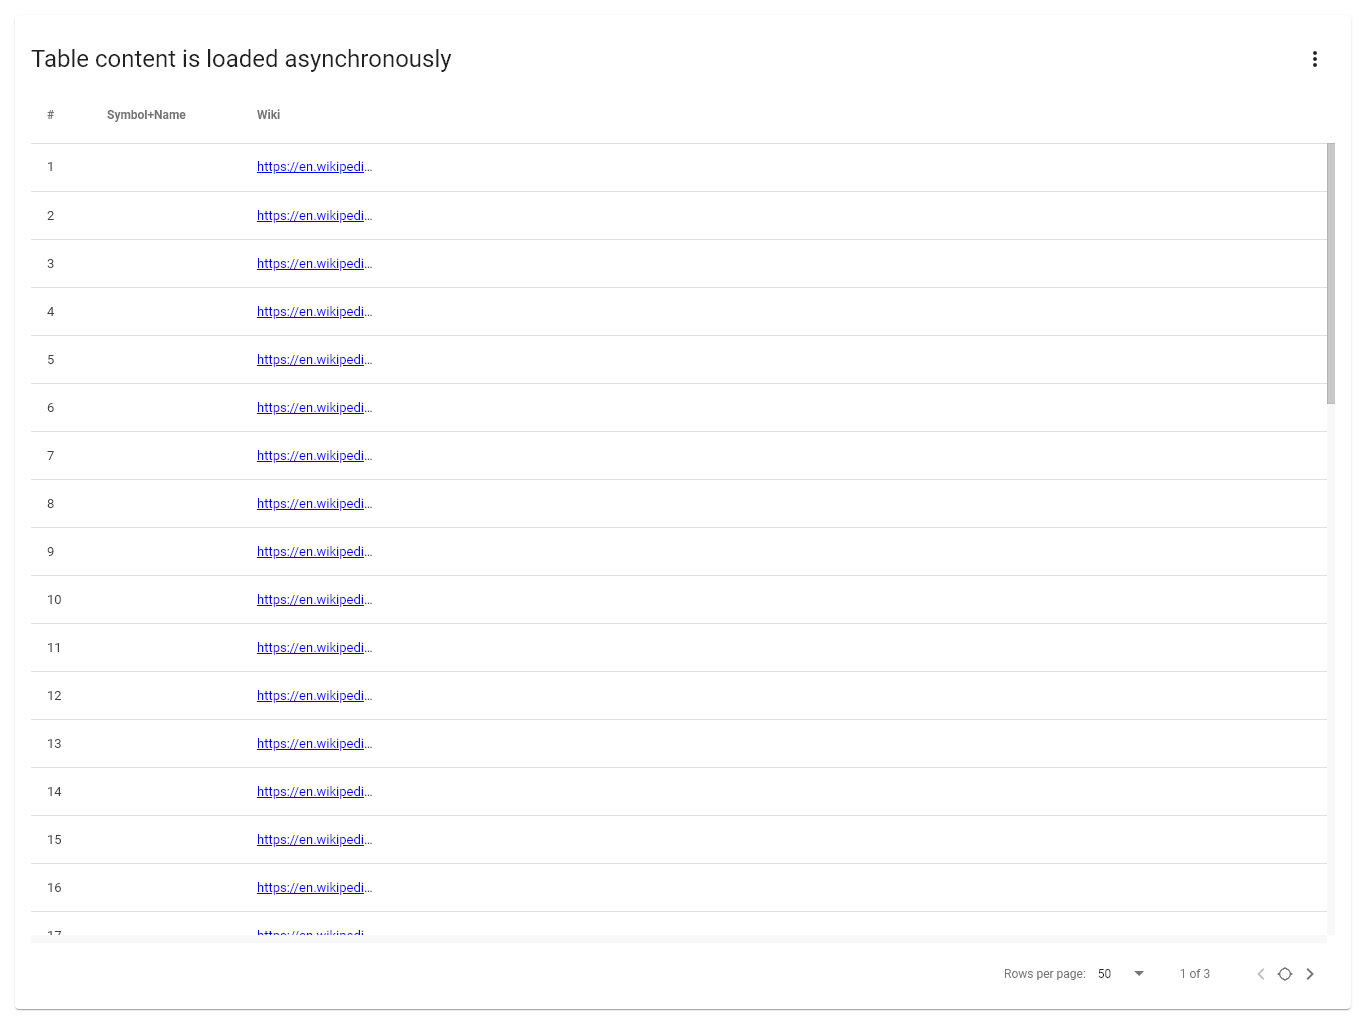 Table content is loaded asynchronously
# Symbol+Name Wiki
1 https://en.wikipedi...
2 https://en.wikipedi...
3 https://en.wikipedi...
4 https://en.wikipedi...
5 https://en.wikipedi...
6 https://en.wikipedi...
7 https://en.wikipedi...
8 https://en.wikipedi...
9 https://en.wikipedi...
10 https://en.wikipedi...
11 https://en.wikipedi...
12 https://en.wikipedi...
13 https://en.wikipedi...
14 https://en.wikipedi...
15 https://en.wikipedi...
16 https://en.wikipedi...
17 https://en.wikipedi...
Rows per page: 50 1 of 3